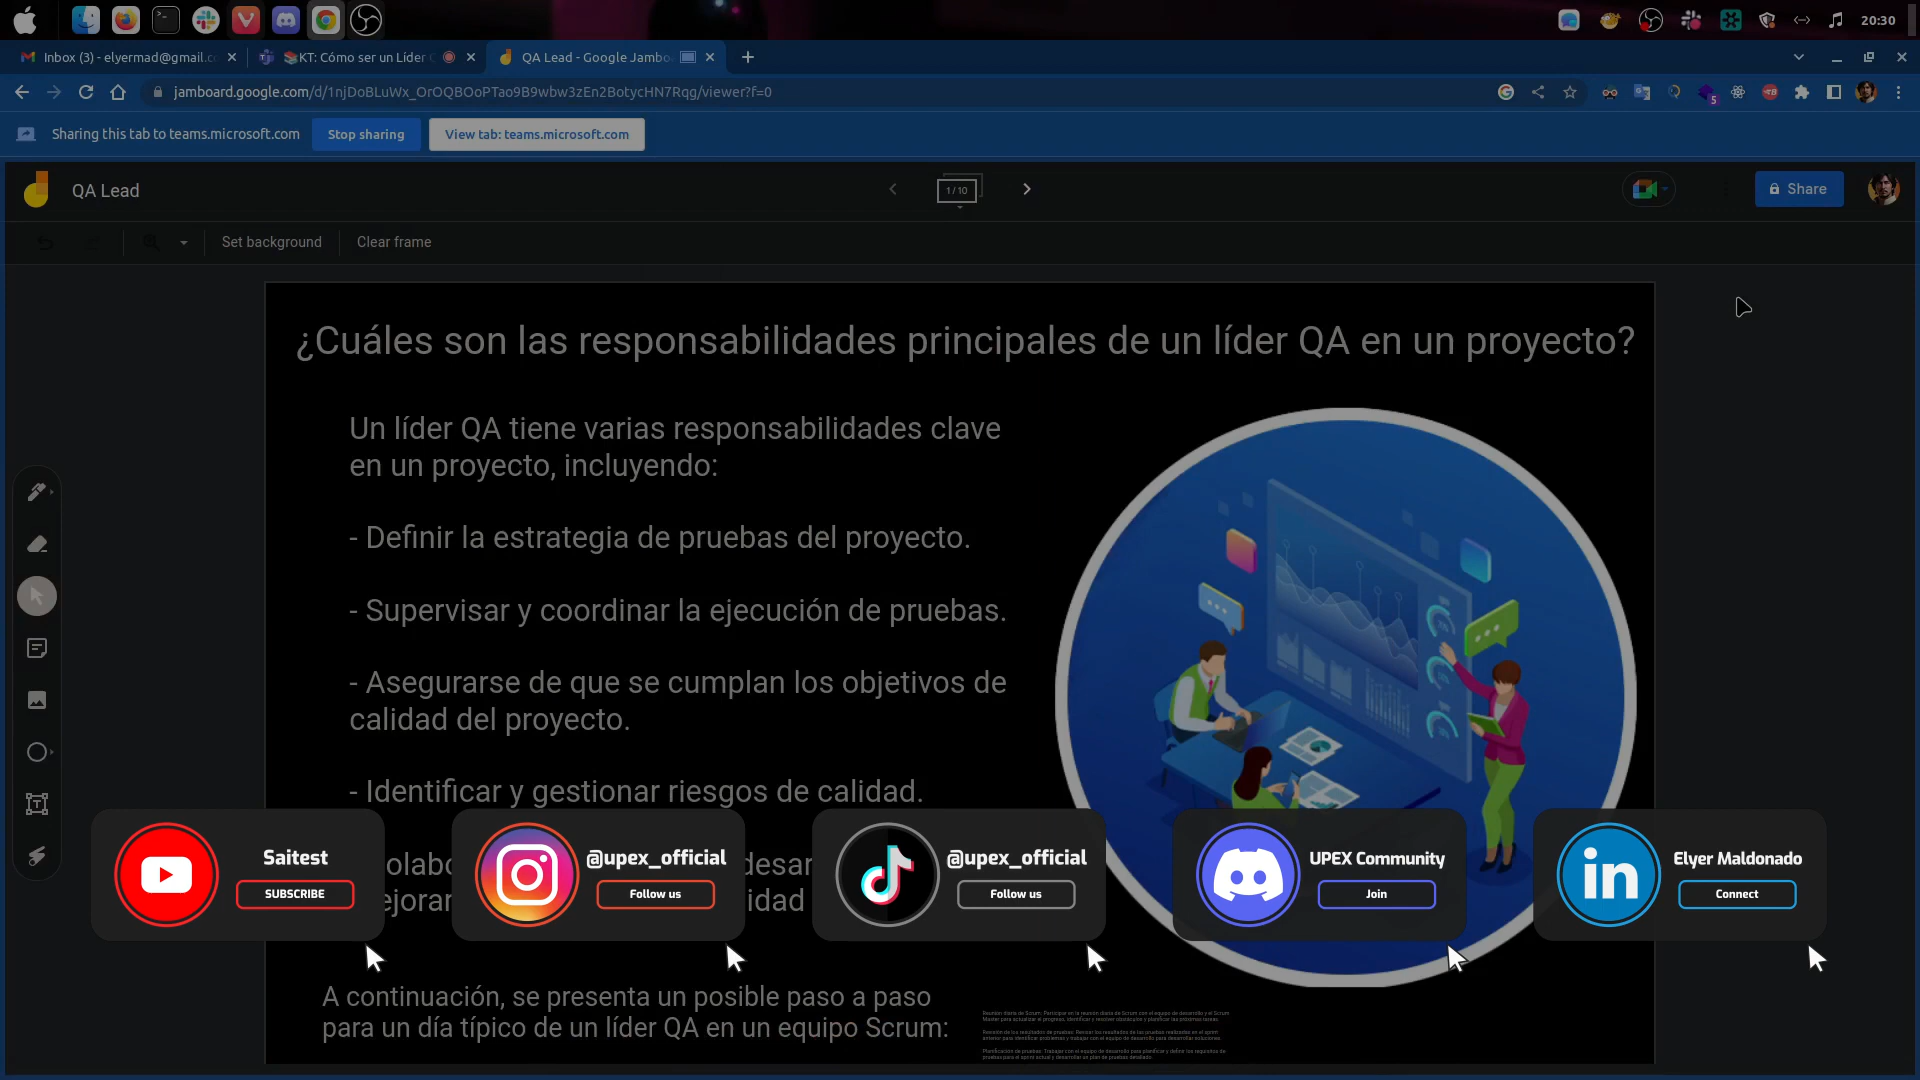 20:30
Inbox (3) - elyermad@gmail.c
KT: Cómo ser un Líder
QA Lead - Google Jambo
jamboard.google.com/d/1njDoBLuWx_OrOQBOoPTao9B9wbw3zEn2BotycHN7Rqg/viewer?f=0
5
Sharing this tab to teams.microsoft.com
Stop sharing
View tab: teams.microsoft.com
QA Lead
1 / 10
Share
Set background
Clear frame
¿Cuáles son las responsabilidades principales de un líder QA en un proyecto?
Un líder QA tiene varias responsabilidades clave
en un proyecto, incluyendo:
- Definir la estrategia de pruebas del proyecto.
- Supervisar y coordinar la ejecución de pruebas.
- Asegurarse de que se cumplan los objetivos de
calidad del proyecto.
- Identificar y gestionar riesgos de calidad.
Saitest
SUBSCRIBE
@upex_official
Follow us
@upex_official
Follow us
UPEX Community
Join
in
Elyer Maldonado
Connect
A continuación, se presenta un posible paso a paso
para un día típico de un líder QA en un equipo Scrum: